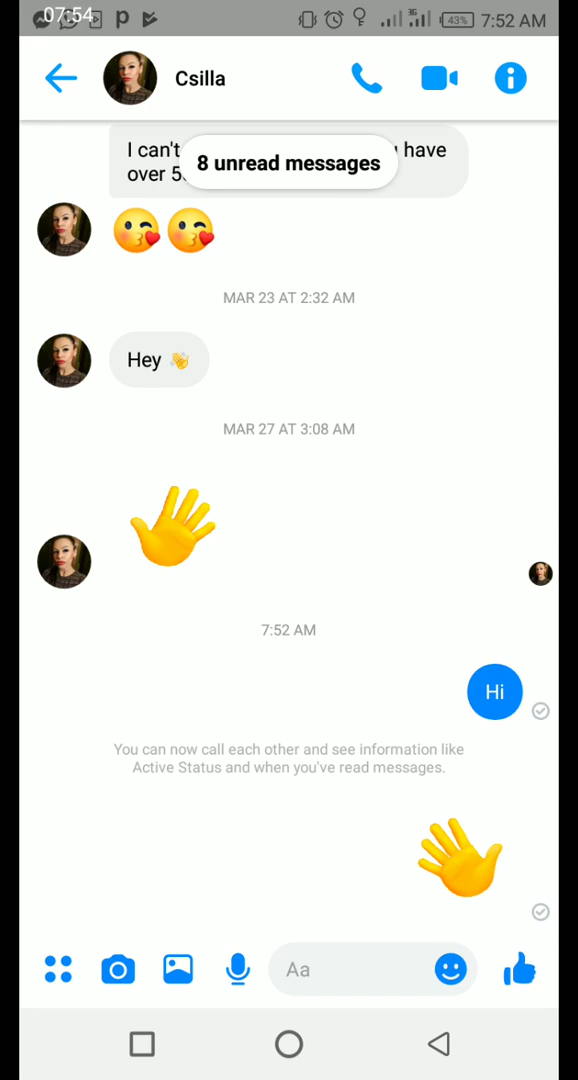 07:54
3G
43%
7:52 AM
Csilla
I can't have
over 5
8 unread messages
MAR 23 AT 2:32 AM
Hey 👋
MAR 27 AT 3:08 AM
7:52 AM
Hi
You can now call each other and see information like
Active Status and when you've read messages.
Aa